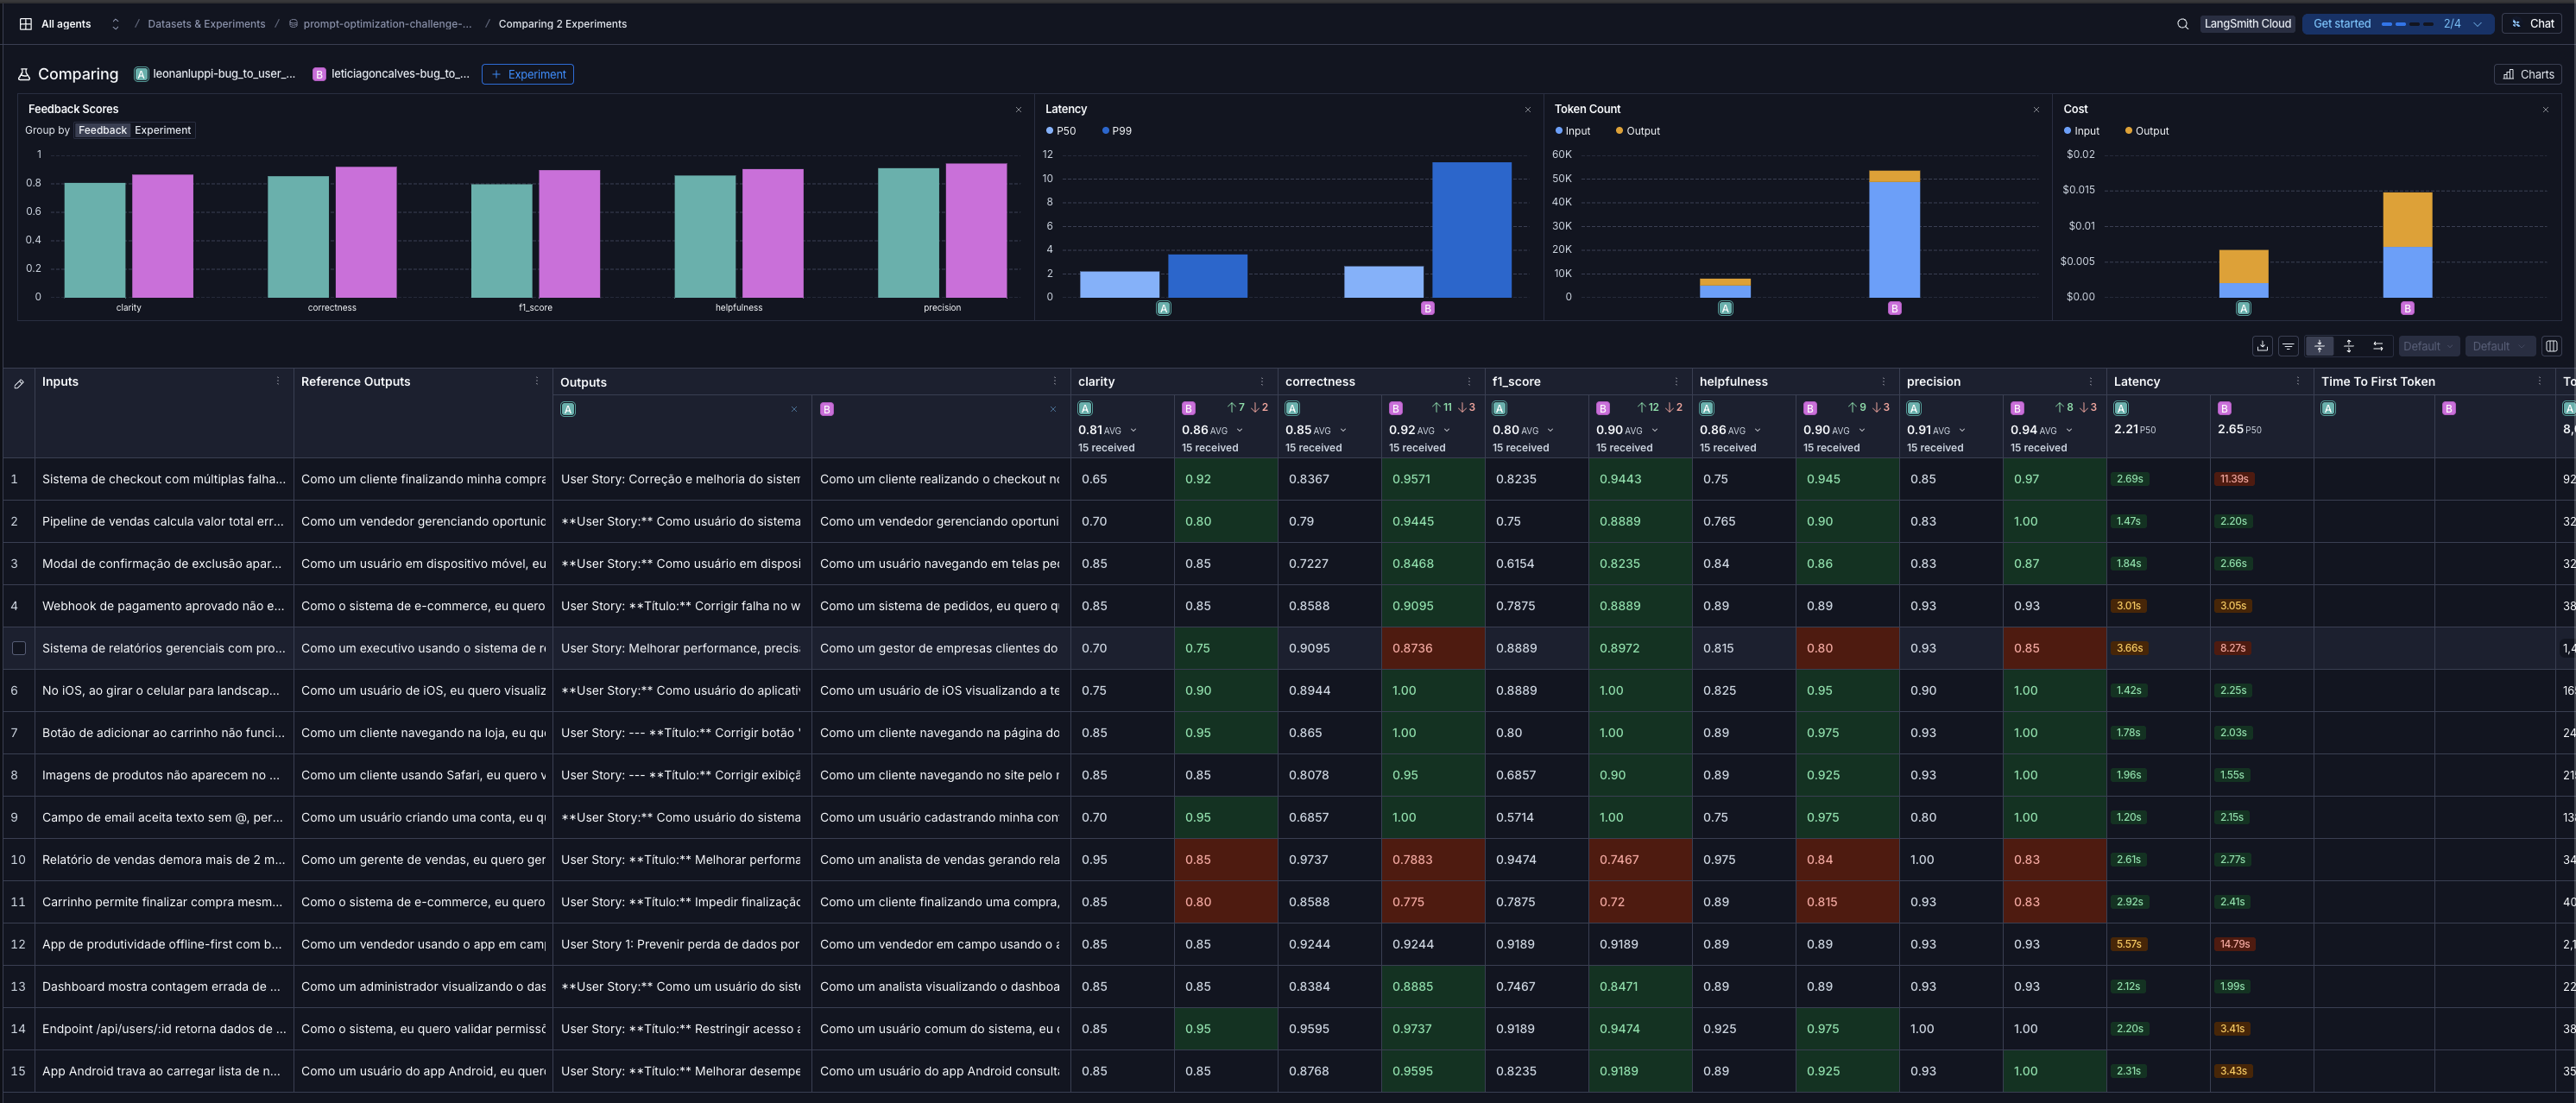 All agents / Datasets & Experiments / prompt-optimization-challenge-... / Comparing 2 Experiments LangSmith Cloud Get started 2/4 Chat
Comparing A leonanluppi-bug_to_user_... B leticiagoncalves-bug_to_... + Experiment Charts
Feedback Scores
Group by Feedback Experiment
1
0.8
0.6
0.4
0.2
0
clarity correctness f1_score helpfulness precision
Latency
P50 P99
12
10
8
6
4
2
0
A B
Token Count
Input Output
60K
50K
40K
30K
20K
10K
0
A B
Cost
Input Output
$0.02
$0.015
$0.01
$0.005
$0.00
A B
Default Default
Inputs Reference Outputs Outputs clarity correctness f1_score helpfulness precision Latency Time To First Token To
A B A B ↑7 ↓2 A B ↑11 ↓3 A B ↑12 ↓2 A B ↑9 ↓3 A B ↑8 ↓3 A B A B A
0.81 AVG 0.86 AVG 0.85 AVG 0.92 AVG 0.80 AVG 0.90 AVG 0.86 AVG 0.90 AVG 0.91 AVG 0.94 AVG 2.21 P50 2.65 P50 8,
15 received 15 received 15 received 15 received 15 received 15 received 15 received 15 received 15 received 15 received
1 Sistema de checkout com múltiplas falha... Como um cliente finalizando minha compra User Story: Correção e melhoria do sistem Como um cliente realizando o checkout no 0.65 0.92 0.8367 0.9571 0.8235 0.9443 0.75 0.945 0.85 0.97 2.69s 11.39s 92
2 Pipeline de vendas calcula valor total err... Como um vendedor gerenciando oportunic **User Story:** Como usuário do sistema Como um vendedor gerenciando oportuni 0.70 0.80 0.79 0.9445 0.75 0.8889 0.765 0.90 0.83 1.00 1.47s 2.20s 32
3 Modal de confirmação de exclusão apar... Como um usuário em dispositivo móvel, eu **User Story:** Como usuário em disposi Como um usuário navegando em telas pe 0.85 0.85 0.7227 0.8468 0.6154 0.8235 0.84 0.86 0.83 0.87 1.84s 2.66s 32
4 Webhook de pagamento aprovado não e... Como o sistema de e-commerce, eu quero User Story: **Título:** Corrigir falha no w Como um sistema de pedidos, eu quero q 0.85 0.85 0.8588 0.9095 0.7875 0.8889 0.89 0.89 0.93 0.93 3.01s 3.05s 38
Sistema de relatórios gerenciais com pro... Como um executivo usando o sistema de r User Story: Melhorar performance, precis Como um gestor de empresas clientes do 0.70 0.75 0.9095 0.8736 0.8889 0.8972 0.815 0.80 0.93 0.85 3.66s 8.27s 1,4
6 No iOS, ao girar o celular para landscap... Como um usuário de iOS, eu quero visualiz **User Story:** Como usuário do aplicativ Como um usuário de iOS visualizando a te 0.75 0.90 0.8944 1.00 0.8889 1.00 0.825 0.95 0.90 1.00 1.42s 2.25s 16
7 Botão de adicionar ao carrinho não funci... Como um cliente navegando na loja, eu qu User Story: --- **Título:** Corrigir botão ' Como um cliente navegando na página do 0.85 0.95 0.865 1.00 0.80 1.00 0.89 0.975 0.93 1.00 1.78s 2.03s 24
8 Imagens de produtos não aparecem no ... Como um cliente usando Safari, eu quero v User Story: --- **Título:** Corrigir exibiçã Como um cliente navegando no site pelo 0.85 0.85 0.8078 0.95 0.6857 0.90 0.89 0.925 0.93 1.00 1.96s 1.55s 21
9 Campo de email aceita texto sem @, per... Como um usuário criando uma conta, eu q **User Story:** Como usuário do sistema Como um usuário cadastrando minha con 0.70 0.95 0.6857 1.00 0.5714 1.00 0.75 0.975 0.80 1.00 1.20s 2.15s 13
10 Relatório de vendas demora mais de 2 m... Como um gerente de vendas, eu quero ger User Story: **Título:** Melhorar performa Como um analista de vendas gerando rela 0.95 0.85 0.9737 0.7883 0.9474 0.7467 0.975 0.84 1.00 0.83 2.61s 2.77s 34
11 Carrinho permite finalizar compra mesm... Como o sistema de e-commerce, eu quero User Story: **Título:** Impedir finalização Como um cliente finalizando uma compra, 0.85 0.80 0.8588 0.775 0.7875 0.72 0.89 0.815 0.93 0.83 2.92s 2.41s 40
12 App de produtividade offline-first com b... Como um vendedor usando o app em cam User Story 1: Prevenir perda de dados por Como um vendedor em campo usando o a 0.85 0.85 0.9244 0.9244 0.9189 0.9189 0.89 0.89 0.93 0.93 5.57s 14.79s 2,1
13 Dashboard mostra contagem errada de ... Como um administrador visualizando o das **User Story:** Como um usuário do siste Como um analista visualizando o dashboa 0.85 0.85 0.8384 0.8885 0.7467 0.8471 0.89 0.89 0.93 0.93 2.12s 1.99s 22
14 Endpoint /api/users/:id retorna dados de ... Como o sistema, eu quero validar permissõ User Story: **Título:** Restringir acesso a Como um usuário comum do sistema, eu 0.85 0.95 0.9595 0.9737 0.9189 0.9474 0.925 0.975 1.00 1.00 2.20s 3.41s 38
15 App Android trava ao carregar lista de n... Como um usuário do app Android, eu quer User Story: **Título:** Melhorar desempe Como um usuário do app Android consult 0.85 0.85 0.8768 0.9595 0.8235 0.9189 0.89 0.925 0.93 1.00 2.31s 3.43s 35